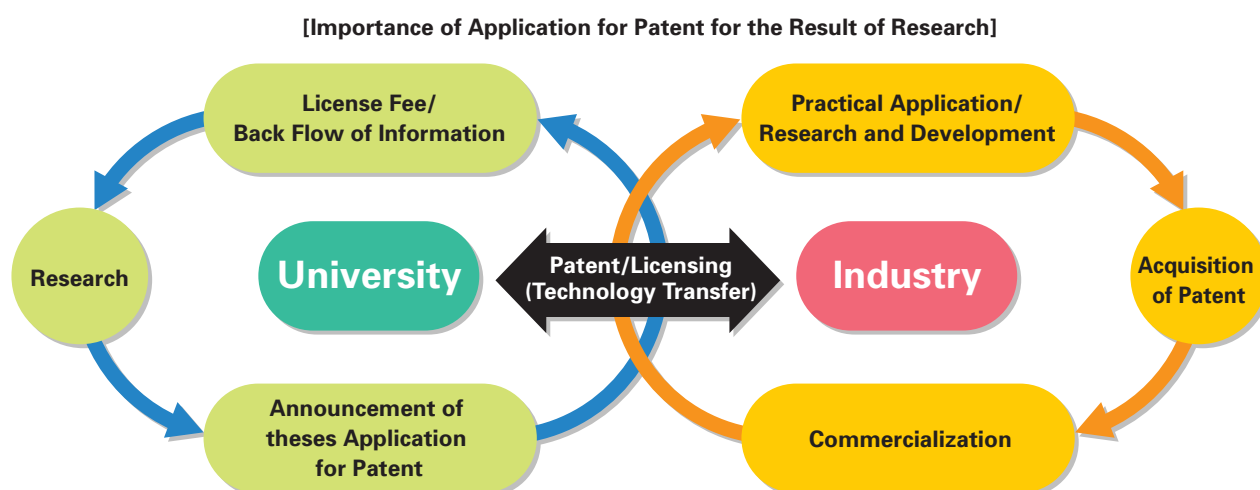 [Importance of Application for Patent for the Result of Research]
License Fee/
Back Flow of Information
Practical Application/
Research and Development
Research
University
Patent/Licensing
(Technology Transfer)
Industry
Acquisition
of Patent
Announcement of
theses Application
for Patent
Commercialization